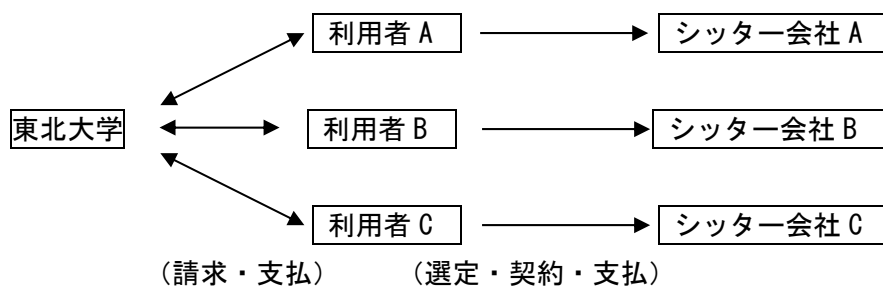 利用者 A シッター会社 A
東北大学 利用者 B シッター会社 B
利用者 C シッター会社 C
（請求・支払） （選定・契約・支払）